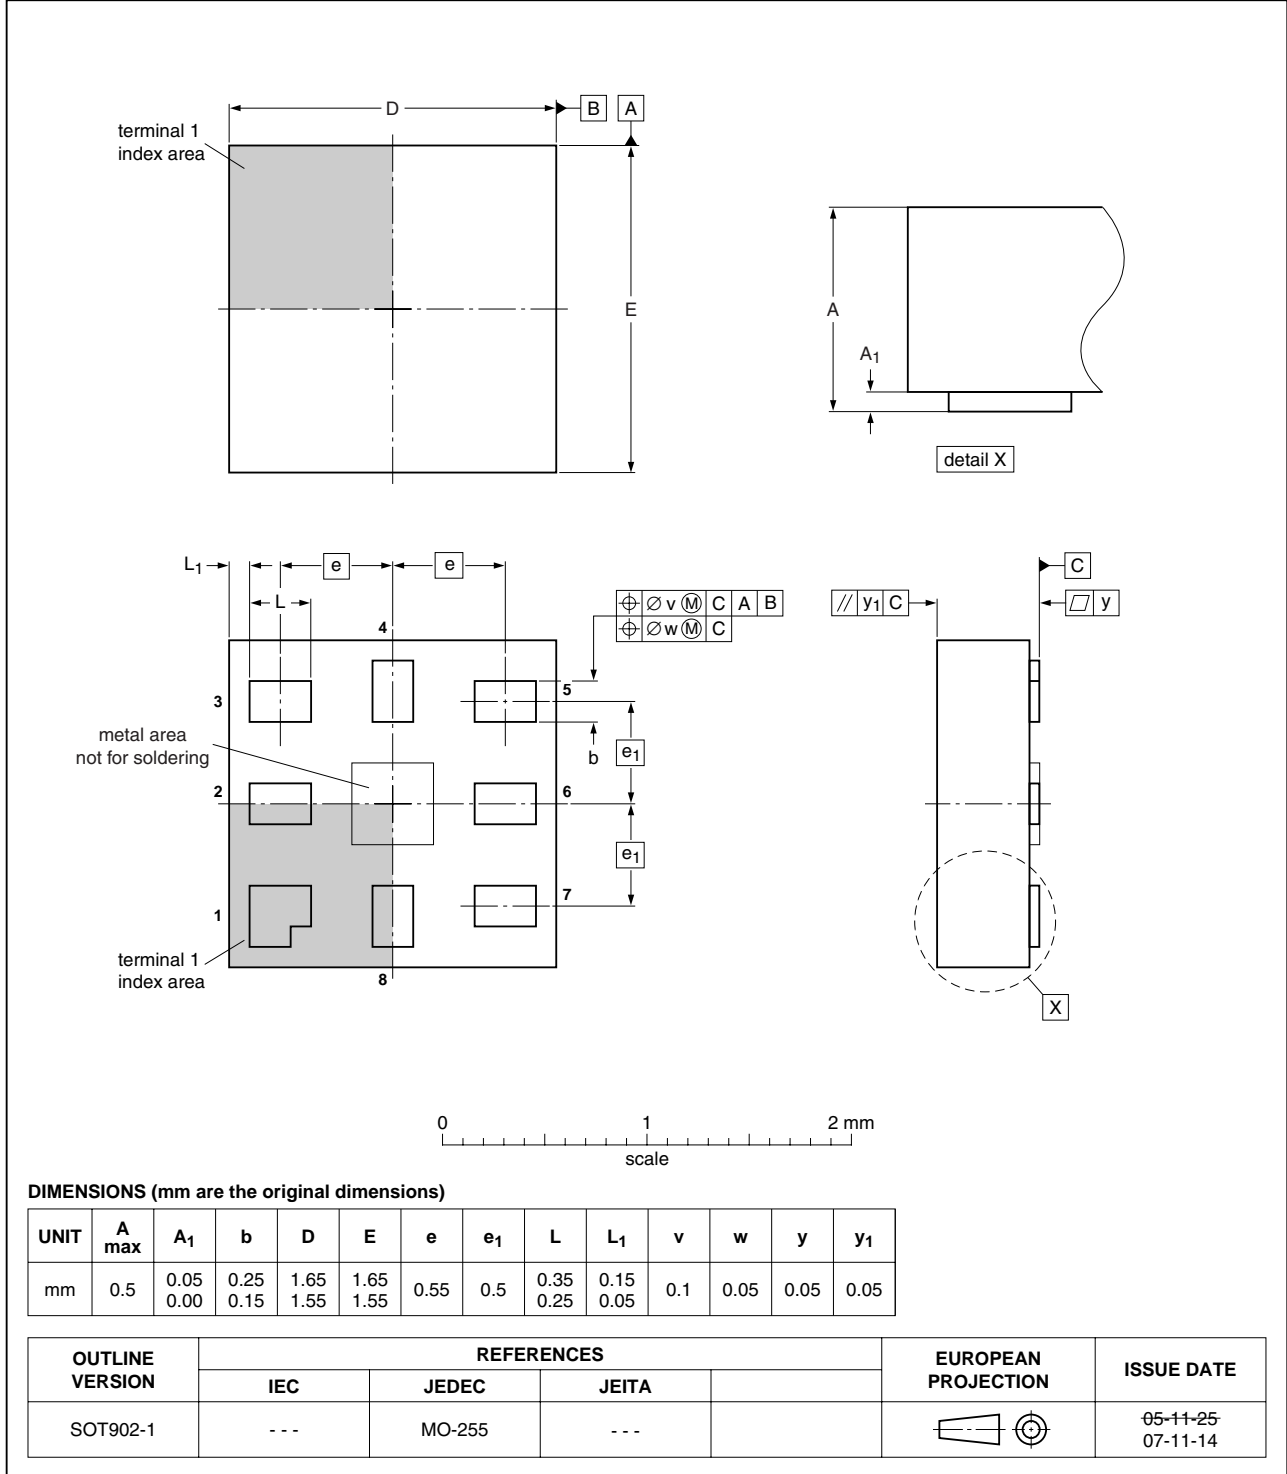 D
B
A
terminal 1
index area
E
A
A1
detail X
L1
e
e
L
4
⌖ ∅ v Ⓜ C A B
⌖ ∅ w Ⓜ C
// y1 C
C
⏥ y
3
5
metal area
not for soldering
b
e1
2
6
e1
1
7
terminal 1
index area
8
X
0 1 2 mm
scale
DIMENSIONS (mm are the original dimensions)
UNIT A max A1 b D E e e1 L L1 v w y y1
mm 0.5 0.05 0.00 0.25 0.15 1.65 1.55 1.65 1.55 0.55 0.5 0.35 0.25 0.15 0.05 0.1 0.05 0.05 0.05
OUTLINE VERSION REFERENCES EUROPEAN PROJECTION ISSUE DATE
IEC JEDEC JEITA
SOT902-1 - - - MO-255 - - - 05-11-25
07-11-14